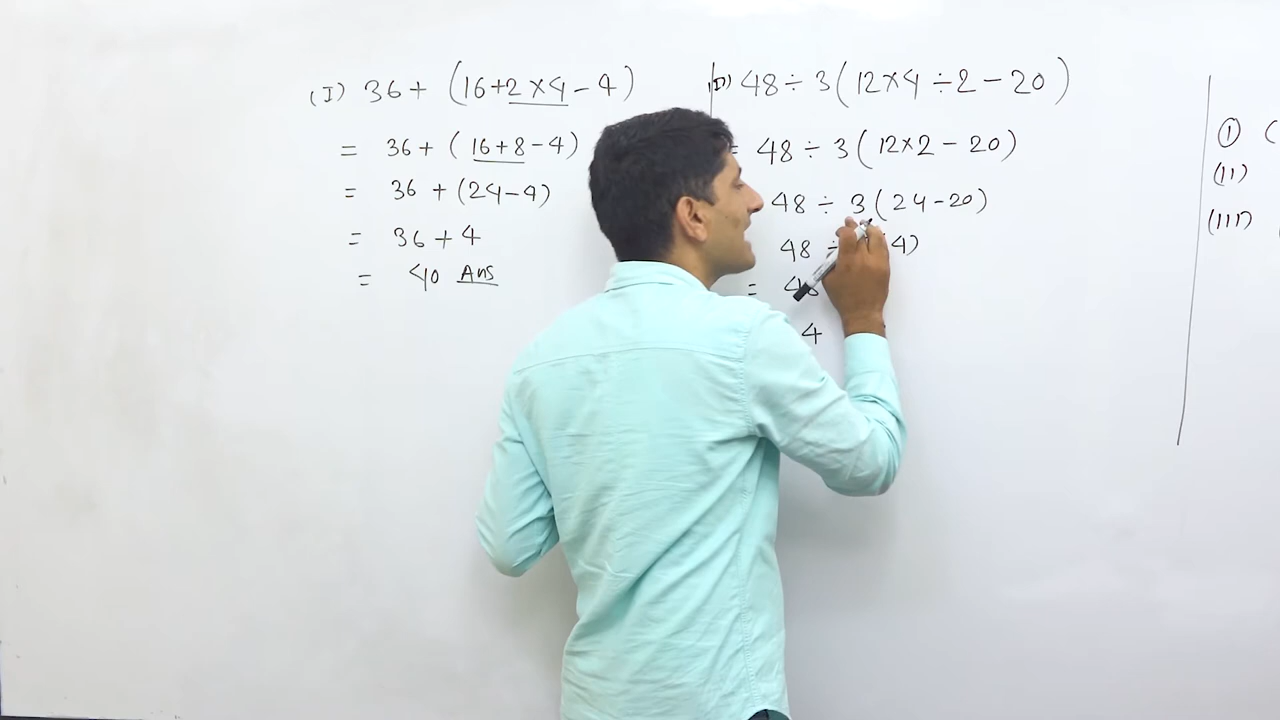 (I) 36+ (16+2×4-4)
= 36+ (16+8-4)
= 36 + (24-4)
= 36+4
= 40 Ans
(II) 48÷3(12×4÷2-20)
= 48÷3(12×2-20)
48÷3(24-20)
48 ÷ 4)
= 48
4
(I) (
(II)
(III)